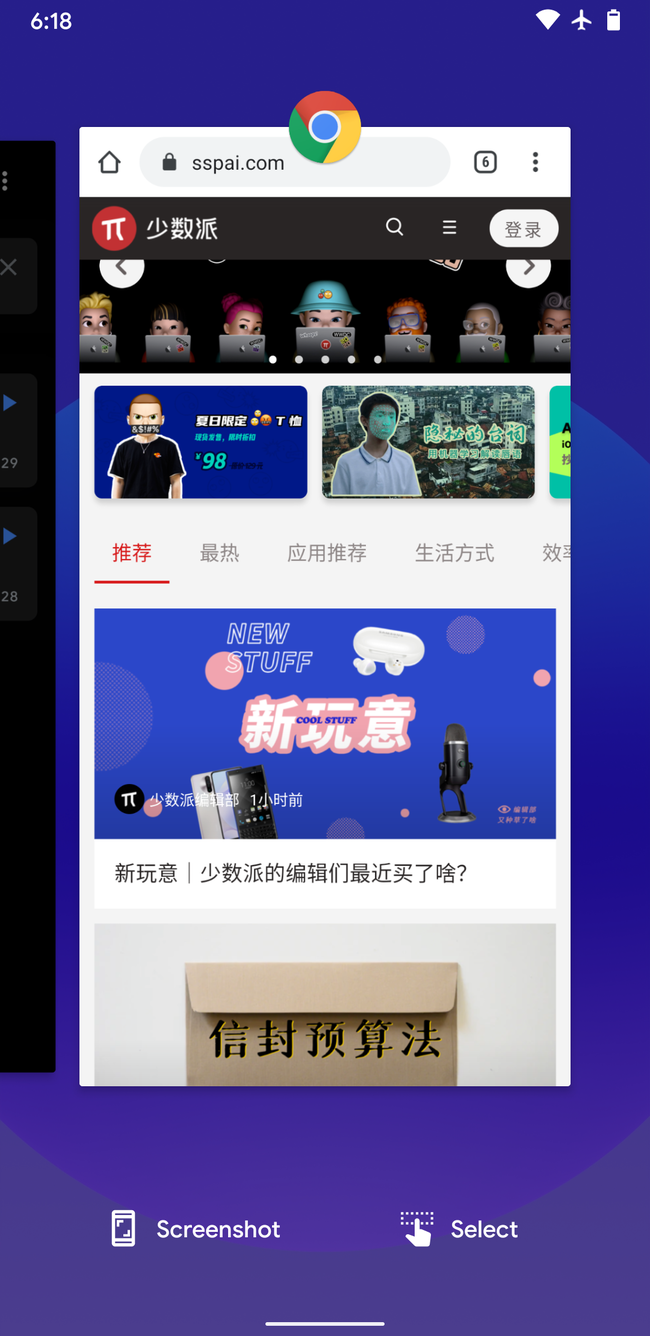 6:18
sspai.com
6
少数派
登录
&$!#%
夏日限定 T 恤
现货发售，限时折扣
¥98
隐秘的台词
用机器学习解读唇语
推荐
最热
应用推荐
生活方式
效率
29
28
NEW
STUFF
新玩意
COOL STUFF
少数派编辑部 1小时前
编辑部
又种草了啥
新玩意｜少数派的编辑们最近买了啥？
信封预算法
Screenshot
Select